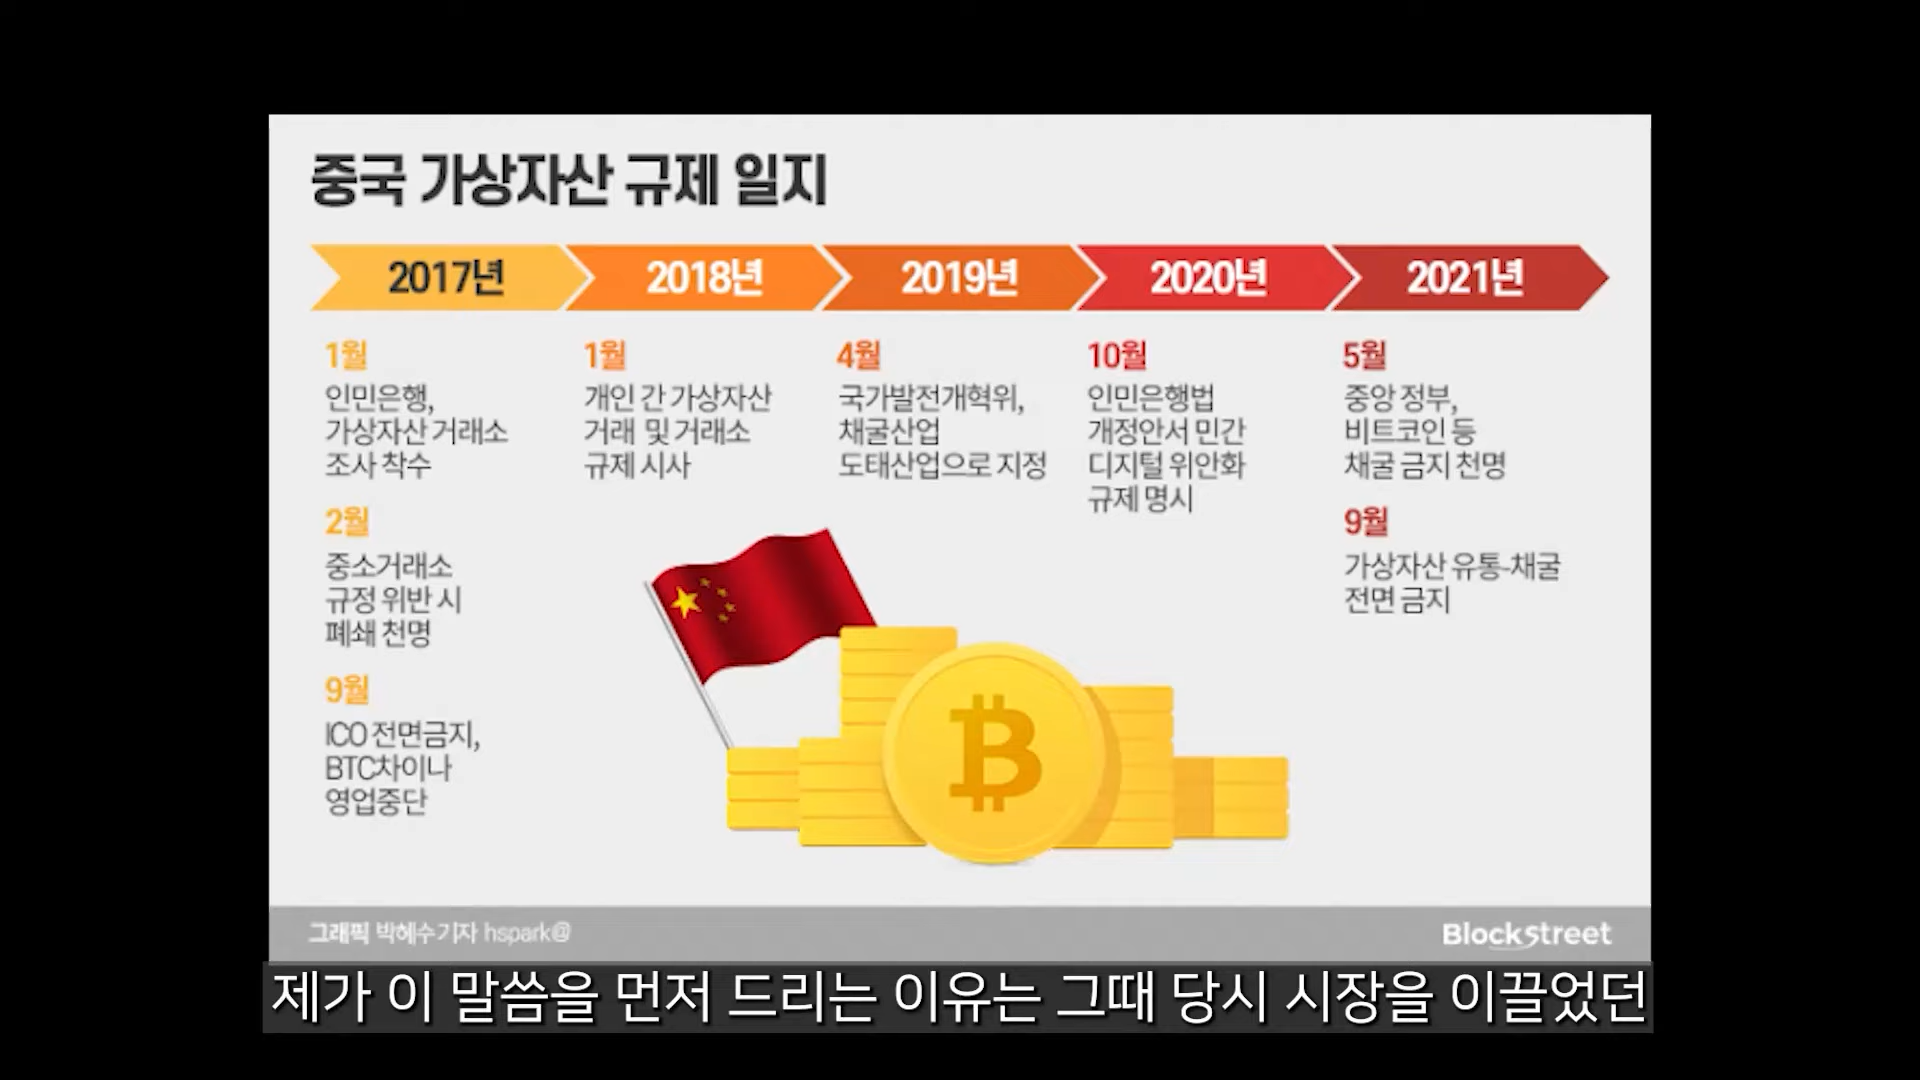 중국 가상자산 규제 일지
2017년
1월
인민은행,
가상자산 거래소
조사 착수
2월
중소거래소
규정 위반 시
폐쇄 천명
9월
ICO 전면금지,
BTC차이나
영업중단
2018년
1월
개인 간 가상자산
거래 및 거래소
규제 시사
2019년
4월
국가발전개혁위,
채굴산업
도태산업으로 지정
2020년
10월
인민은행법
개정안서 민간
디지털 위안화
규제 명시
2021년
5월
중앙 정부,
비트코인 등
채굴 금지 천명
9월
가상자산 유통-채굴
전면 금지
그래픽 박혜수기자 hspark@
Blockstreet
제가 이 말씀을 먼저 드리는 이유는 그때 당시 시장을 이끌었던